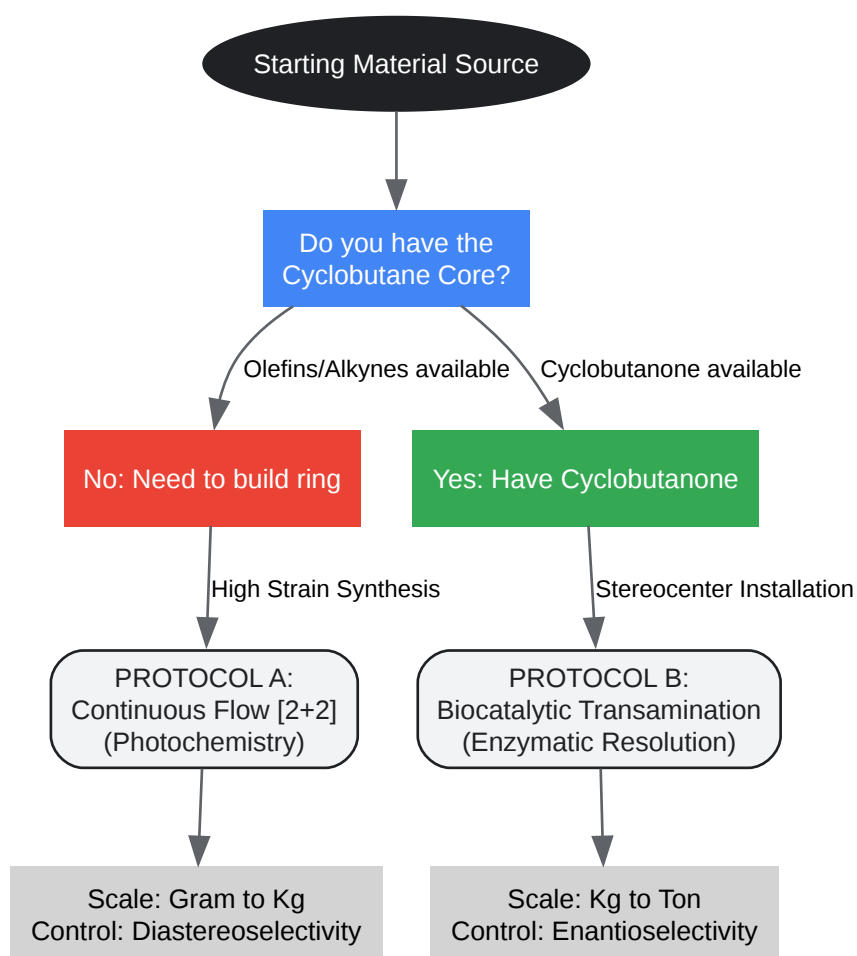 Starting Material Source
Do you have the
Cyclobutane Core?
Olefins/Alkynes available
Cyclobutanone available
No: Need to build ring
Yes: Have Cyclobutanone
High Strain Synthesis
Stereocenter Installation
PROTOCOL A:
Continuous Flow [2+2]
(Photochemistry)
PROTOCOL B:
Biocatalytic Transamination
(Enzymatic Resolution)
Scale: Gram to Kg
Control: Diastereoselectivity
Scale: Kg to Ton
Control: Enantioselectivity